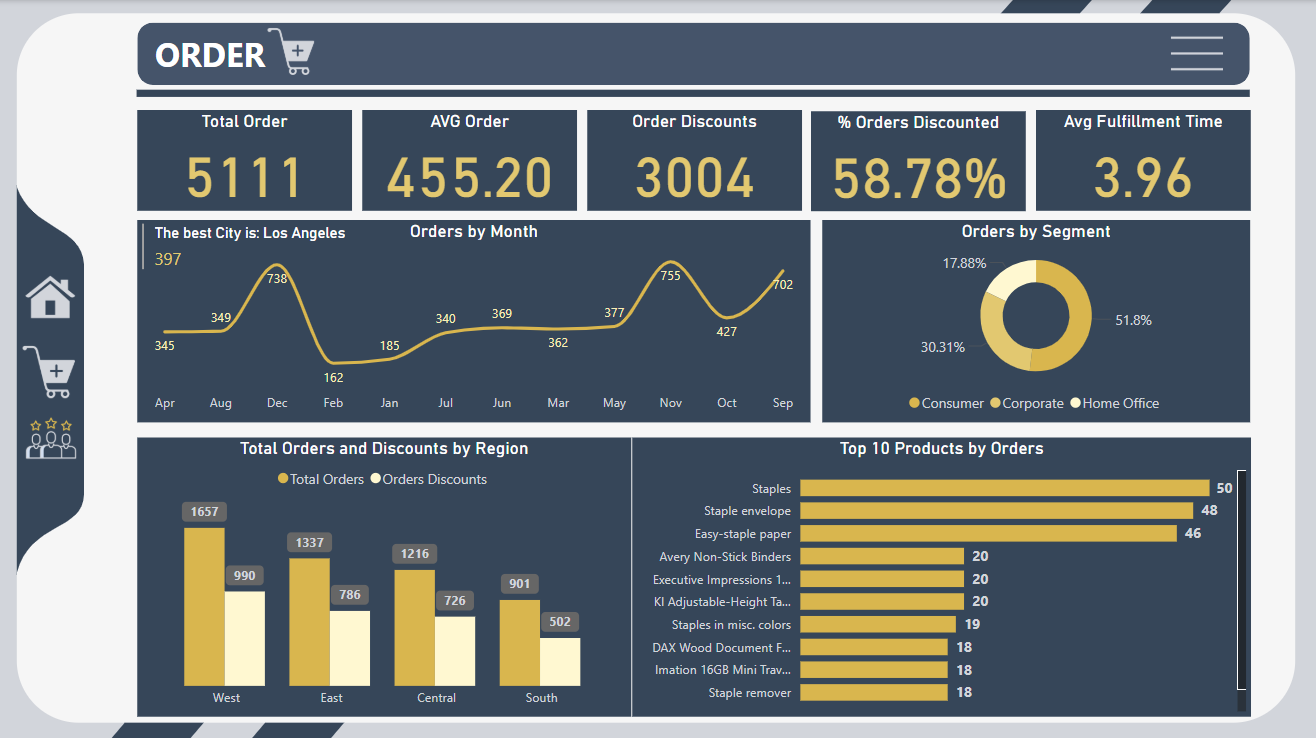 ORDER
Total Order
5111
AVG Order
455.20
Order Discounts
3004
% Orders Discounted
58.78%
Avg Fulfillment Time
3.96
The best City is: Los Angeles
397
Orders by Month
345
349
738
162
185
340
369
362
377
755
427
702
Apr
Aug
Dec
Feb
Jan
Jul
Jun
Mar
May
Nov
Oct
Sep
Orders by Segment
17.88%
51.8%
30.31%
Consumer Corporate Home Office
Total Orders and Discounts by Region
Total Orders Orders Discounts
1657
990
1337
786
1216
726
901
502
West
East
Central
South
Top 10 Products by Orders
Staples 50
Staple envelope 48
Easy-staple paper 46
Avery Non-Stick Binders 20
Executive Impressions 1... 20
KI Adjustable-Height Ta... 20
Staples in misc. colors 19
DAX Wood Document F... 18
Imation 16GB Mini Trav... 18
Staple remover 18